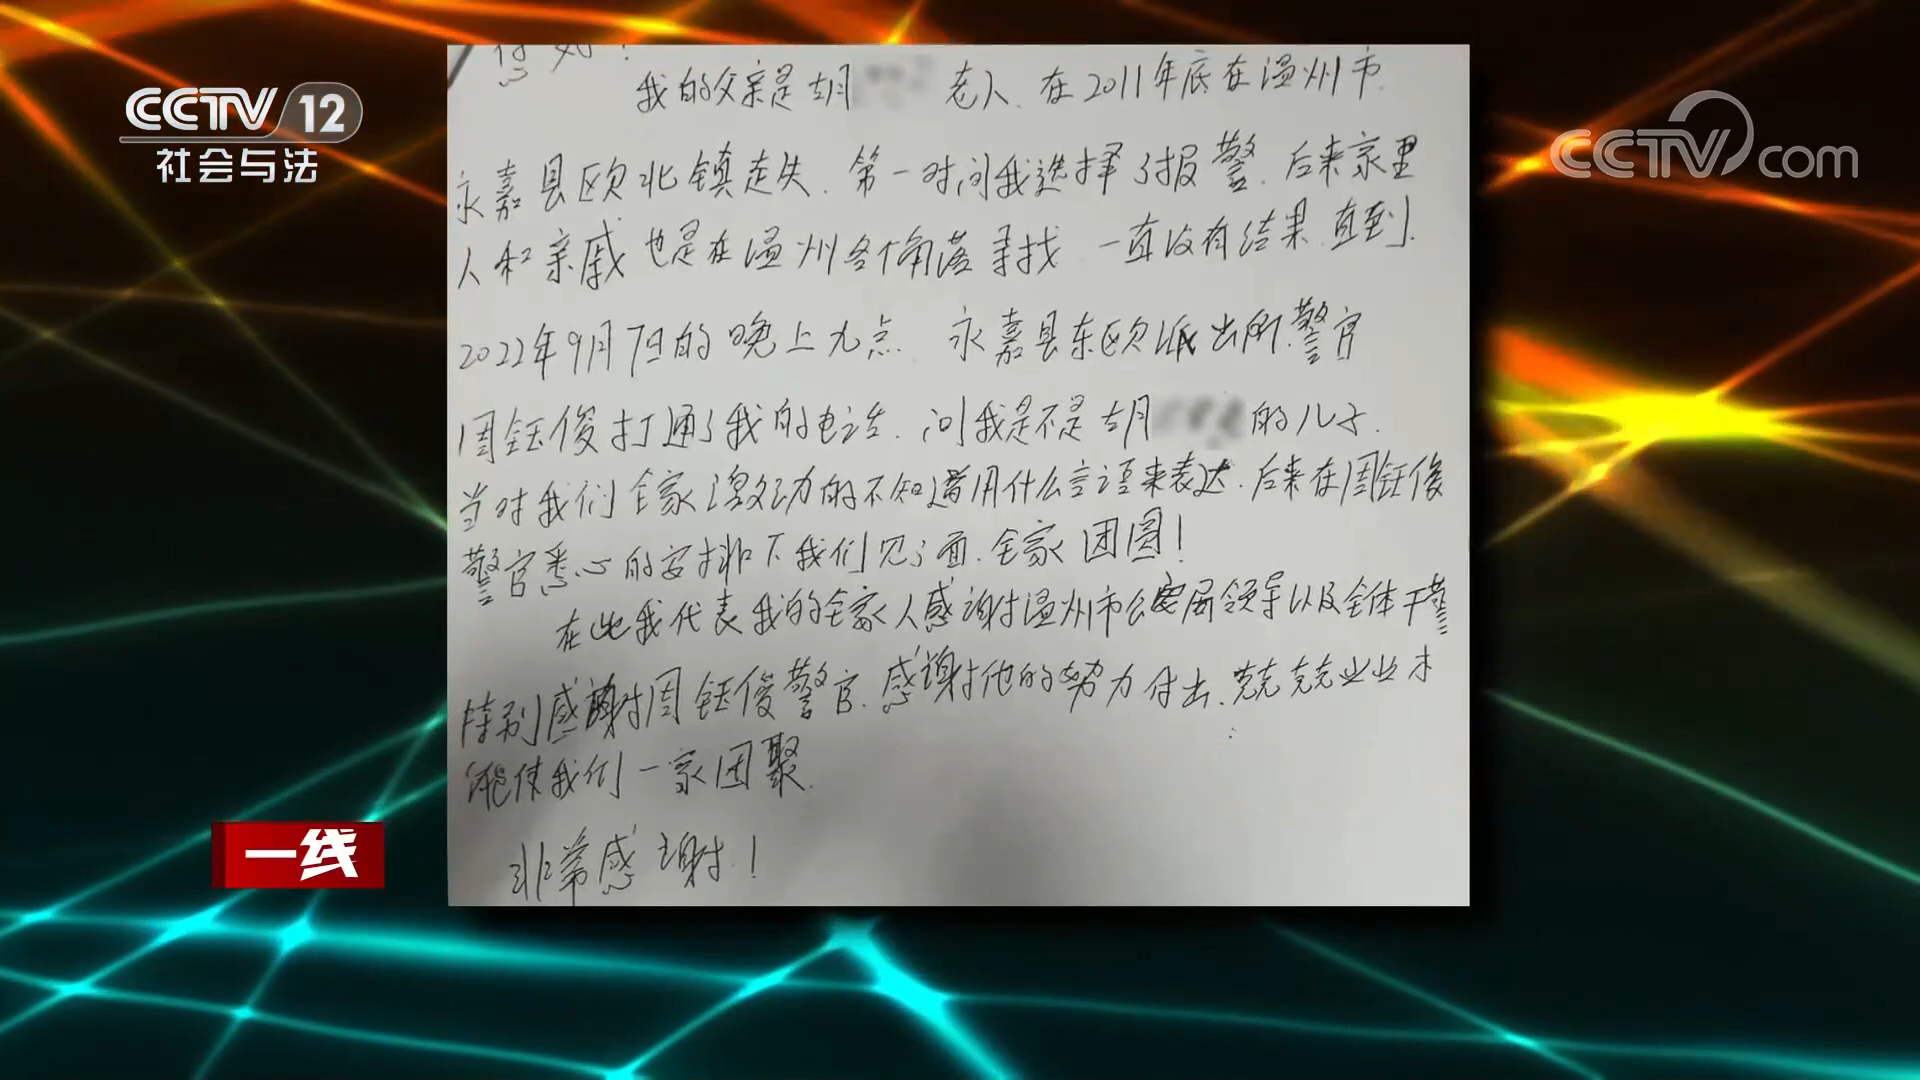 CCTV 12
社会与法
CCTV com
您好!
我的父亲是胡 老人.在2011年底在温州市
永嘉县欧北镇走失.第一时间我选择了报警.后来家里
人和亲戚也是在温州各个角落寻找 一直没有结果.直到.
2022年9月7日的晚上九点 永嘉县东欧派出所.警官
周钰俊打通了我的电话.问我是不是胡 的儿子.
当时我们全家激动的不知道用什么言语来表达.后来在周钰俊
警官悉心的安排下我们见了面.全家团圆!
在此我代表我的全家人感谢温州市公安局领导以及全体干警
特别感谢周钰俊警官.感谢他的努力付出.兢兢业业才
能使我们一家团聚.
非常感谢.!
一线